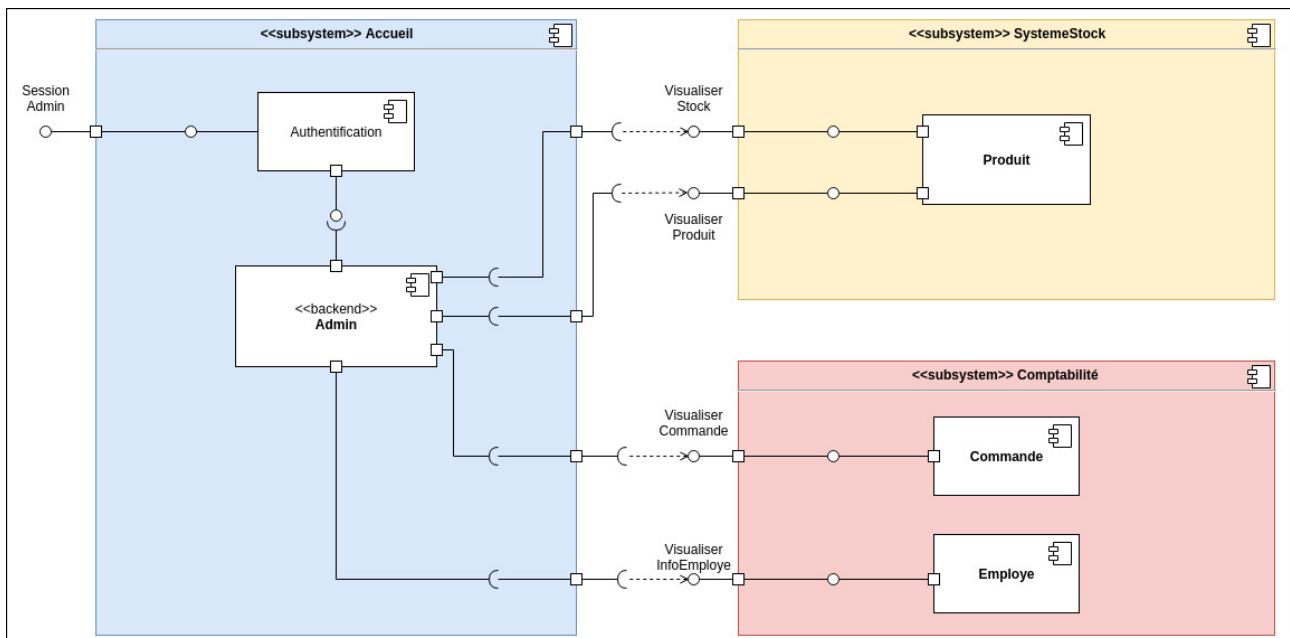 <<subsystem>> Accueil
<<subsystem>> SystemeStock
Session
Admin
Authentification
Visualiser
Stock
Produit
Visualiser
Produit
<<backend>>
Admin
<<subsystem>> Comptabilité
Visualiser
Commande
Commande
Visualiser
InfoEmploye
Employe